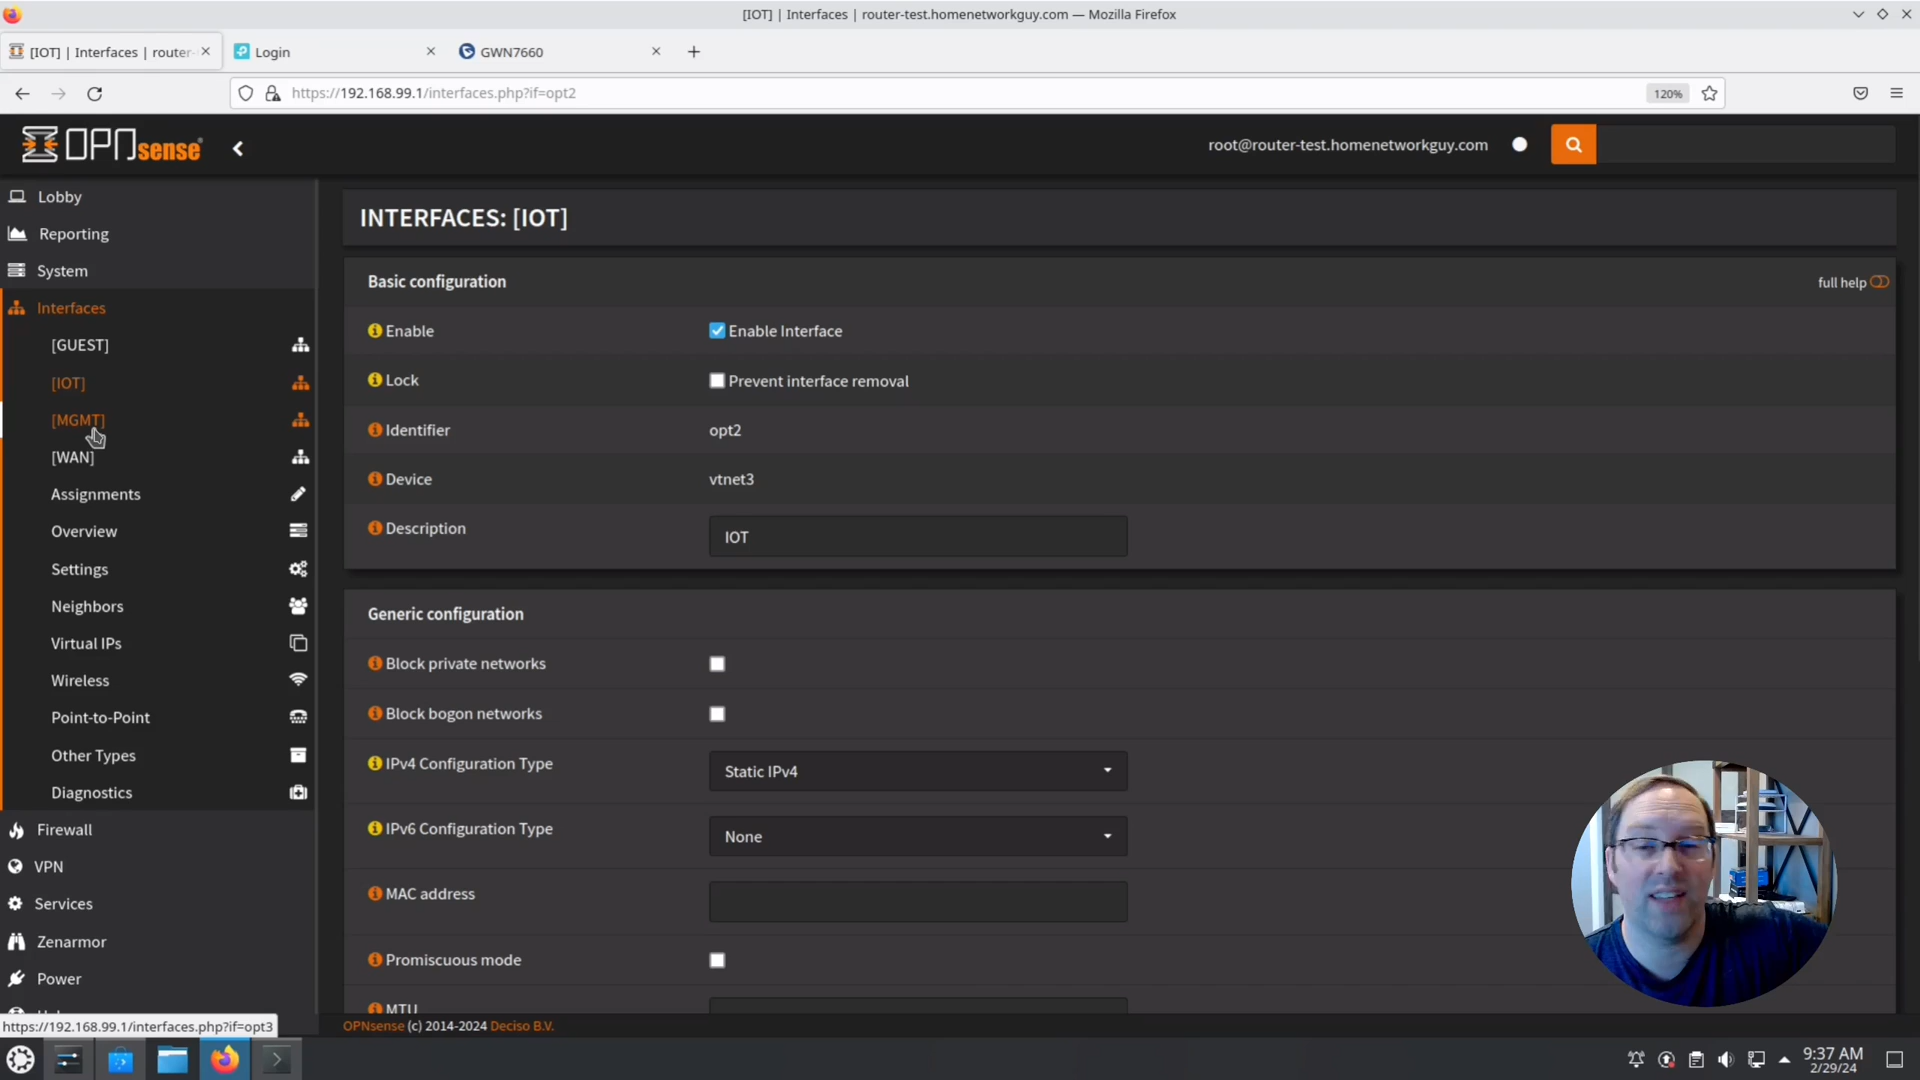 [IOT] | Interfaces | router-test.homenetworkguy.com — Mozilla Firefox
[IOT] | Interfaces | router-
Login
GWN7660
https://192.168.99.1/interfaces.php?if=opt2
120%
OPNsense
root@router-test.homenetworkguy.com
Lobby
Reporting
System
Interfaces
[GUEST]
[IOT]
[MGMT]
[WAN]
Assignments
Overview
Settings
Neighbors
Virtual IPs
Wireless
Point-to-Point
Other Types
Diagnostics
Firewall
VPN
Services
Zenarmor
Power
https://192.168.99.1/interfaces.php?if=opt3
INTERFACES: [IOT]
Basic configuration
full help
Enable
Enable Interface
Lock
Prevent interface removal
Identifier
opt2
Device
vtnet3
Description
IOT
Generic configuration
Block private networks
Block bogon networks
IPv4 Configuration Type
Static IPv4
IPv6 Configuration Type
None
MAC address
Promiscuous mode
MTU
OPNsense (c) 2014-2024 Deciso B.V.
9:37 AM
2/29/24